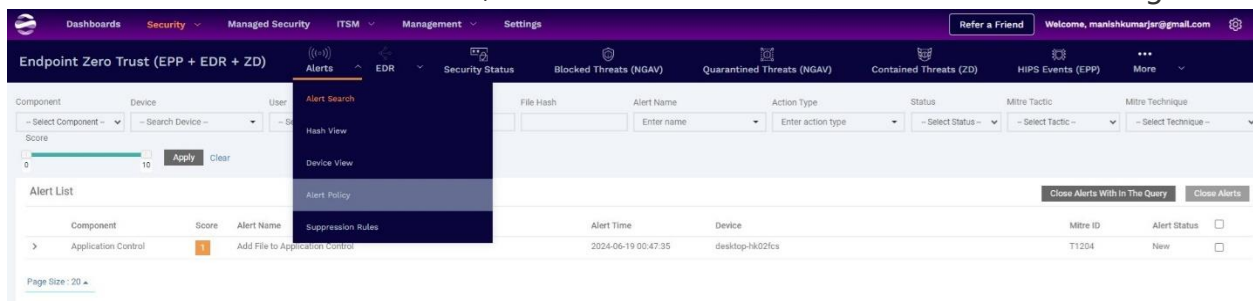 Dashboards Security Managed Security ITSM Management Settings Refer a Friend Welcome, manishkumarjsr@gmail.com
Endpoint Zero Trust (EPP + EDR + ZD) Alerts EDR Security Status Blocked Threats (NGAV) Quarantined Threats (NGAV) Contained Threats (ZD) HIPS Events (EPP) More
Component Device User File Hash Alert Name Action Type Status Mitre Tactic Mitre Technique
-- Select Component -- -- Search Device -- Enter name Enter action type -- Select Status -- -- Select Tactic -- -- Select Technique --
Score
0 10 Apply Clear
Alert Search
Hash View
Device View
Alert Policy
Suppression Rules
Alert List Close Alerts With In The Query Close Alerts
Component Score Alert Name Alert Time Device Mitre ID Alert Status
Application Control 1 Add File to Application Control 2024-06-19 00:47:35 desktop-hk02fcs T1204 New
Page Size : 20